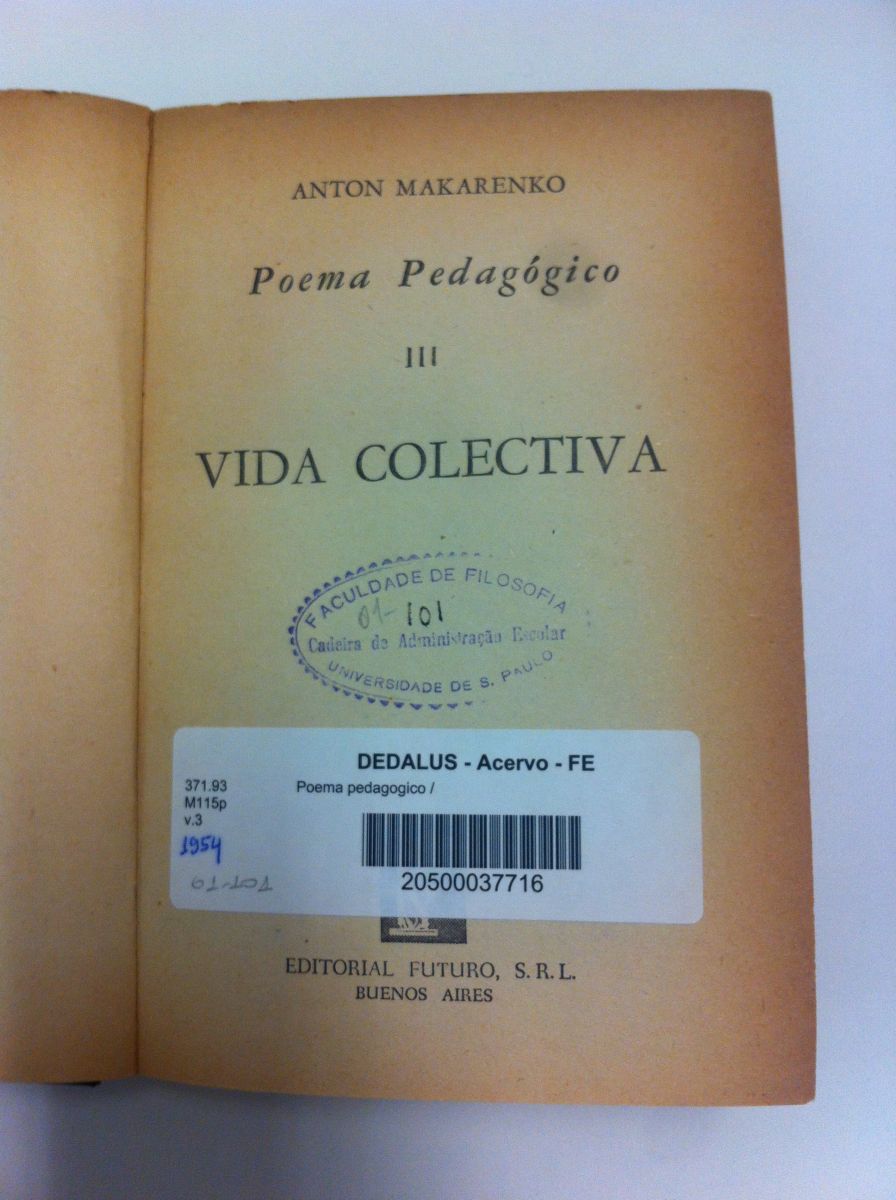 ANTON MAKARENKO
Poema Pedagógico
III
VIDA COLECTIVA
FACULDADE DE FILOSOFIA
01-101
Cadeira de Administração Escolar
UNIVERSIDADE DE S. PAULO
DEDALUS - Acervo - FE
371.93
M115p
v.3
1954
01-101
Poema pedagogico /
20500037716
EDITORIAL FUTURO, S. R. L.
BUENOS AIRES